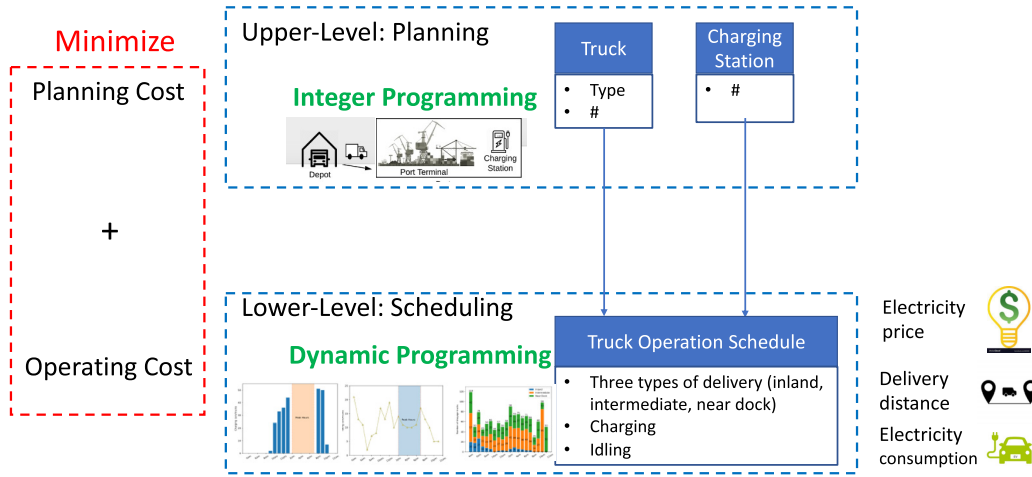 Minimize
Planning Cost
+
Operating Cost
Upper-Level: Planning
Integer Programming
Depot
Port Terminal
Charging
Station
Truck
• Type
• #
Charging
Station
• #
Lower-Level: Scheduling
Dynamic Programming
Truck Operation Schedule
• Three types of delivery (inland,
intermediate, near dock)
• Charging
• Idling
Electricity
price
$
Delivery
distance
Electricity
consumption